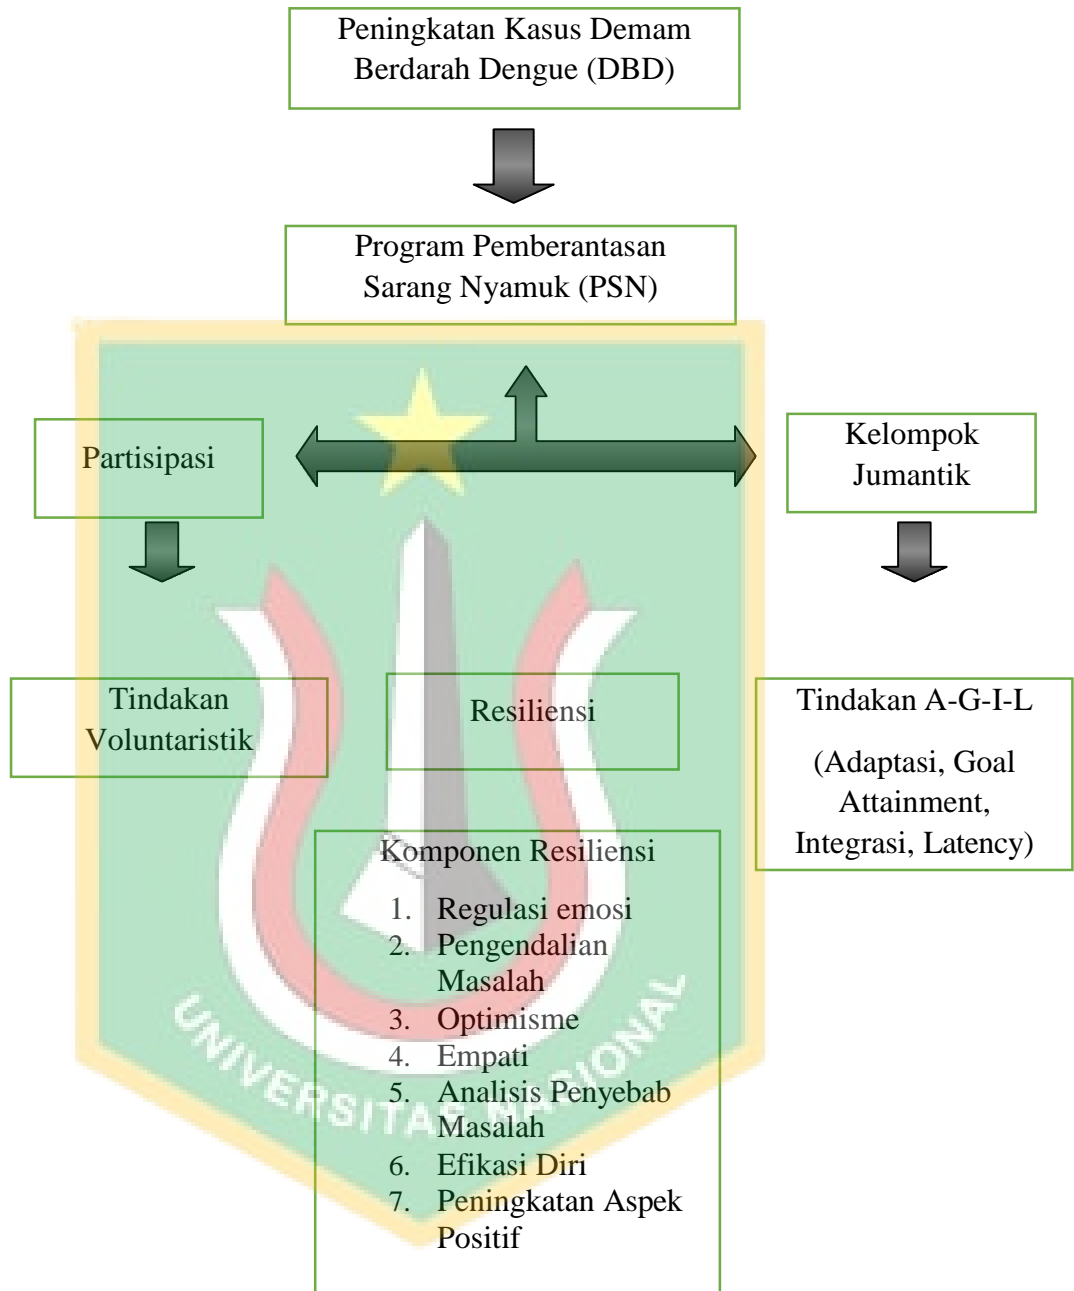 Peningkatan Kasus Demam
Berdarah Dengue (DBD)
Program Pemberantasan
Sarang Nyamuk (PSN)
Partisipasi
Kelompok
Jumantik
Tindakan
Voluntaristik
Resiliensi
Tindakan A-G-I-L
(Adaptasi, Goal
Attainment,
Integrasi, Latency)
Komponen Resiliensi
1. Regulasi emosi
2. Pengendalian
Masalah
3. Optimisme
4. Empati
5. Analisis Penyebab
Masalah
6. Efikasi Diri
7. Peningkatan Aspek
Positif
UNIVERSITAS NASIONAL